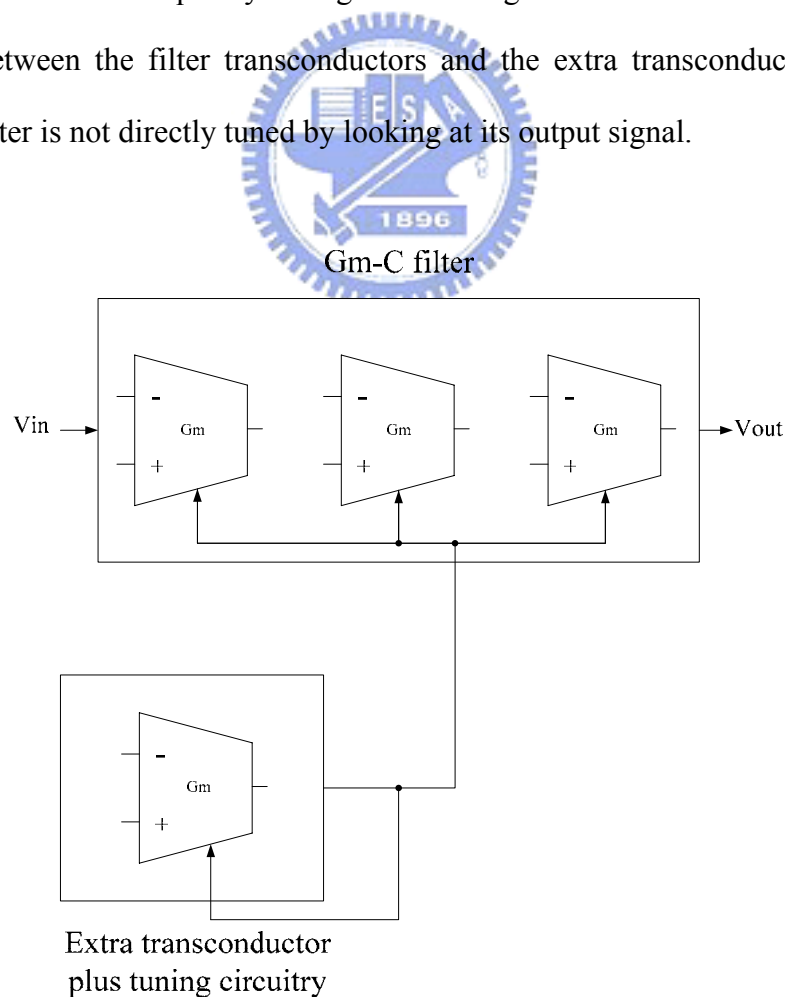 etween the filter transconductors and the extra transconduc
ter is not directly tuned by looking at its output signal.
E S A
1896
Gm-C filter
- - -
Vin Gm Gm Gm Vout
+ + +
-
Gm
+
Extra transconductor
plus tuning circuitry